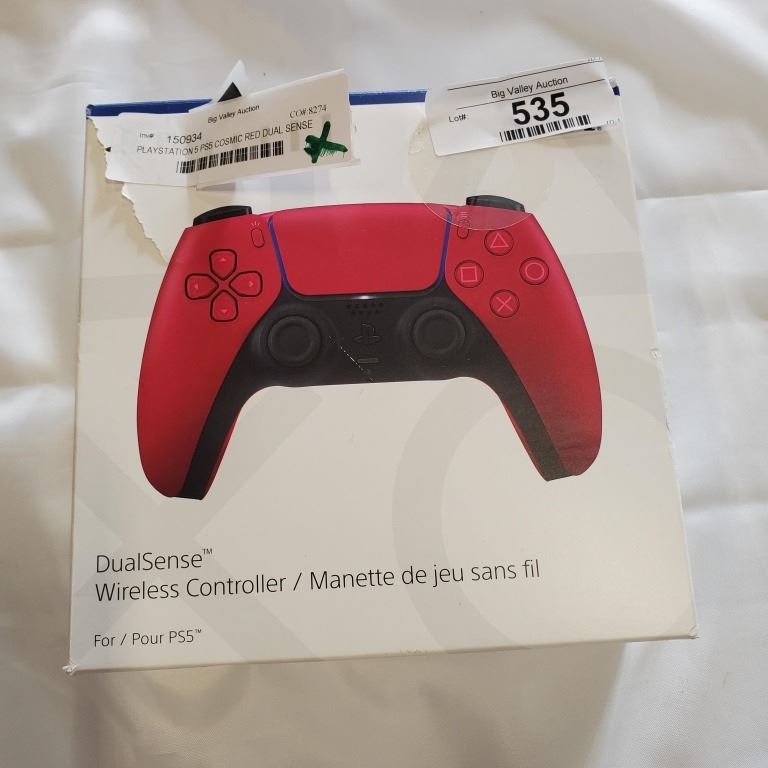 Big Valley Auction
CO#:8274
Inv#: 150934
PLAYSTATION 5 PS5 COSMIC RED DUAL SENSE
Big Valley Auction
Lot#: 535
DualSense™
Wireless Controller / Manette de jeu sans fil
For / Pour PS5™